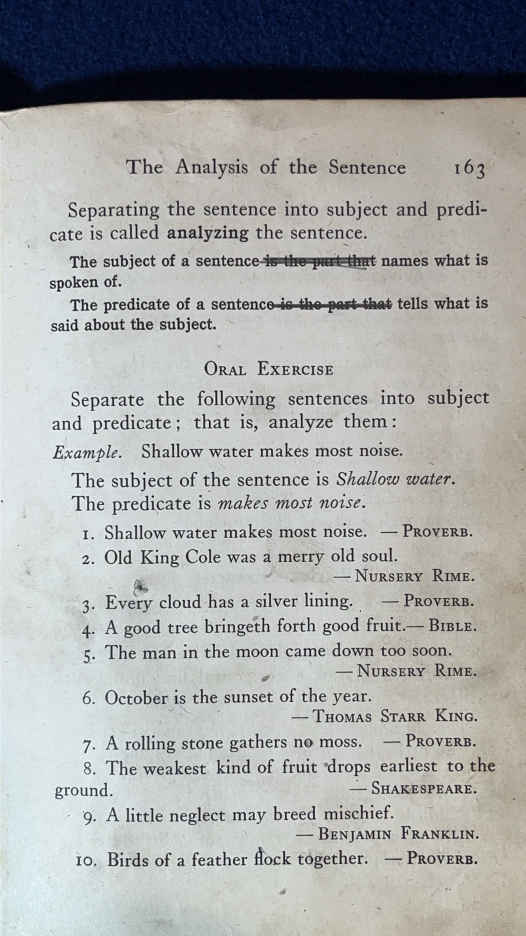 The Analysis of the Sentence 163
Separating the sentence into subject and predi-
cate is called analyzing the sentence.
The subject of a sentence is the part that names what is
spoken of.
The predicate of a sentence is the part that tells what is
said about the subject.
ORAL EXERCISE
Separate the following sentences into subject
and predicate; that is, analyze them:
Example. Shallow water makes most noise.
The subject of the sentence is Shallow water.
The predicate is makes most noise.
1. Shallow water makes most noise. — PROVERB.
2. Old King Cole was a merry old soul.
— NURSERY RIME.
3. Every cloud has a silver lining. — PROVERB.
4. A good tree bringeth forth good fruit.— BIBLE.
5. The man in the moon came down too soon.
— NURSERY RIME.
6. October is the sunset of the year.
— THOMAS STARR KING.
7. A rolling stone gathers no moss. — PROVERB.
8. The weakest kind of fruit drops earliest to the
ground. — SHAKESPEARE.
9. A little neglect may breed mischief.
— BENJAMIN FRANKLIN.
10. Birds of a feather flock together. — PROVERB.